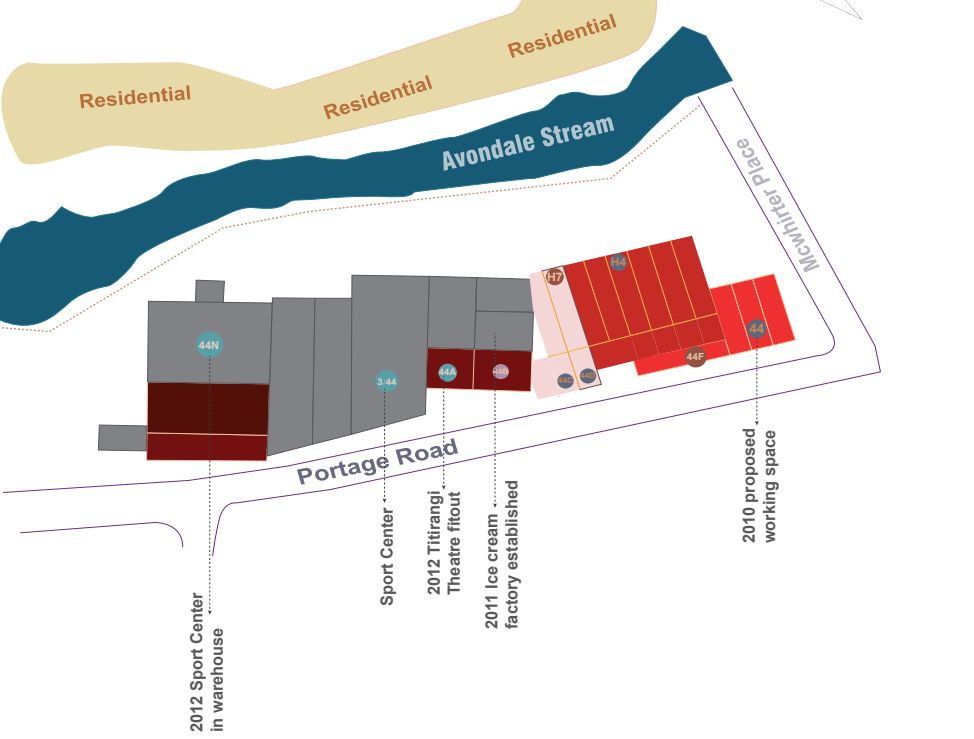 Residential
Residential
Residential
Avondale Stream
Mcwhirter Place
H7
H4
44N
3/44
44A
44B
44C
44D
44F
44
Portage Road
2012 Sport Center
in warehouse
Sport Center
2012 Titirangi
Theatre fitout
2011 Ice cream
factory established
2010 proposed
working space